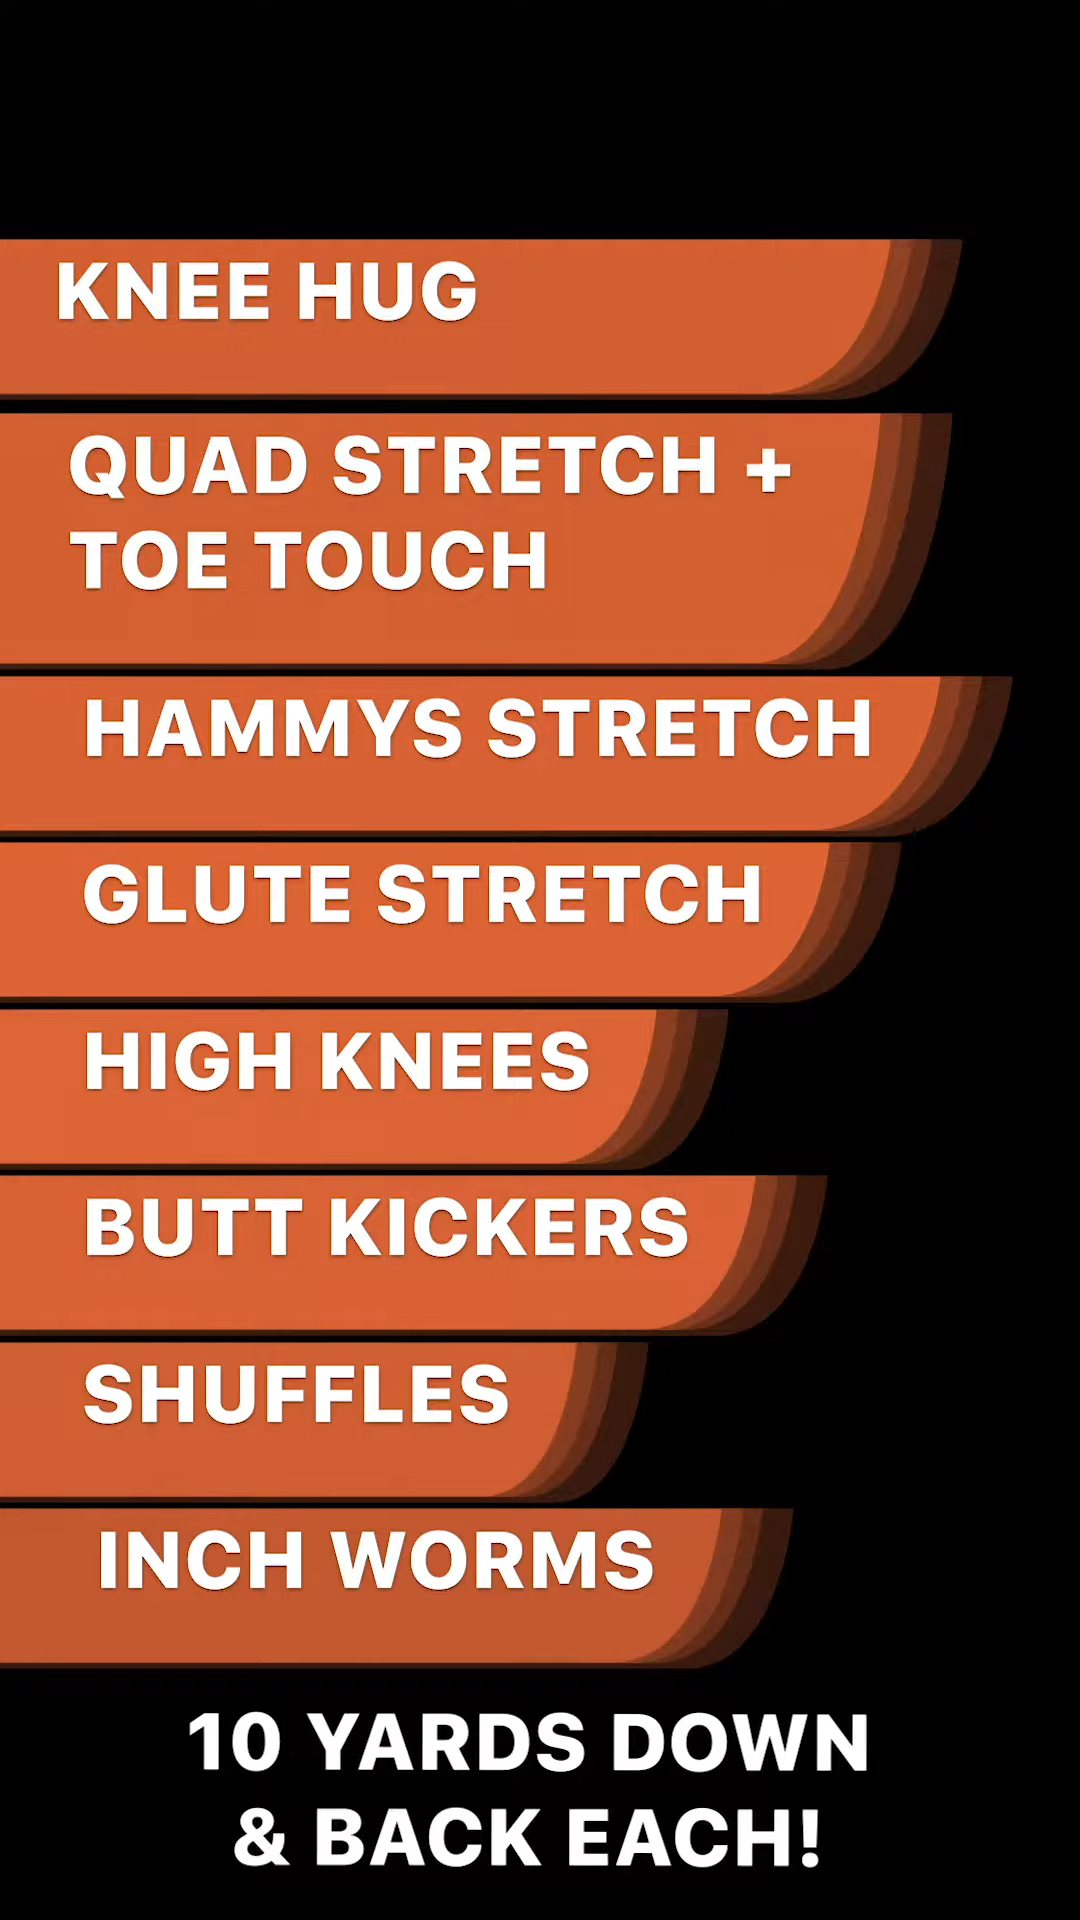 KNEE HUG
QUAD STRETCH +
TOE TOUCH
HAMMYS STRETCH
GLUTE STRETCH
HIGH KNEES
BUTT KICKERS
SHUFFLES
INCH WORMS
10 YARDS DOWN
& BACK EACH!